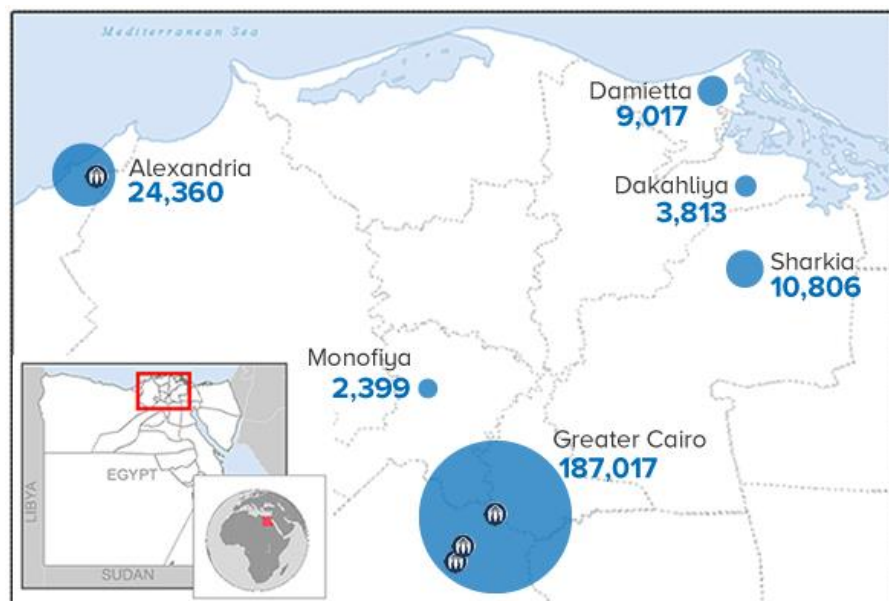 Mediterranean Sea
Damietta
9,017
Alexandria
24,360
Dakahliya
3,813
Sharkia
10,806
Monofiya
2,399
Greater Cairo
187,017
LIBYA
EGYPT
SUDAN